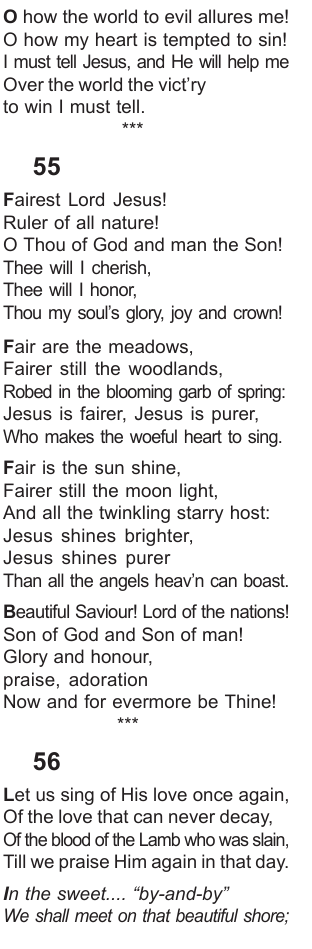 O how the world to evil allures me!
O how my heart is tempted to sin!
I must tell Jesus, and He will help me
Over the world the vict'ry
to win I must tell.
***
55
Fairest Lord Jesus!
Ruler of all nature!
O Thou of God and man the Son!
Thee will I cherish,
Thee will I honor,
Thou my soul's glory, joy and crown!
Fair are the meadows,
Fairer still the woodlands,
Robed in the blooming garb of spring:
Jesus is fairer, Jesus is purer,
Who makes the woeful heart to sing.
Fair is the sun shine,
Fairer still the moon light,
And all the twinkling starry host:
Jesus shines brighter,
Jesus shines purer
Than all the angels heav'n can boast.
Beautiful Saviour! Lord of the nations!
Son of God and Son of man!
Glory and honour,
praise, adoration
Now and for evermore be Thine!
***
56
Let us sing of His love once again,
Of the love that can never decay,
Of the blood of the Lamb who was slain,
Till we praise Him again in that day.
In the sweet.... “by-and-by”
We shall meet on that beautiful shore;